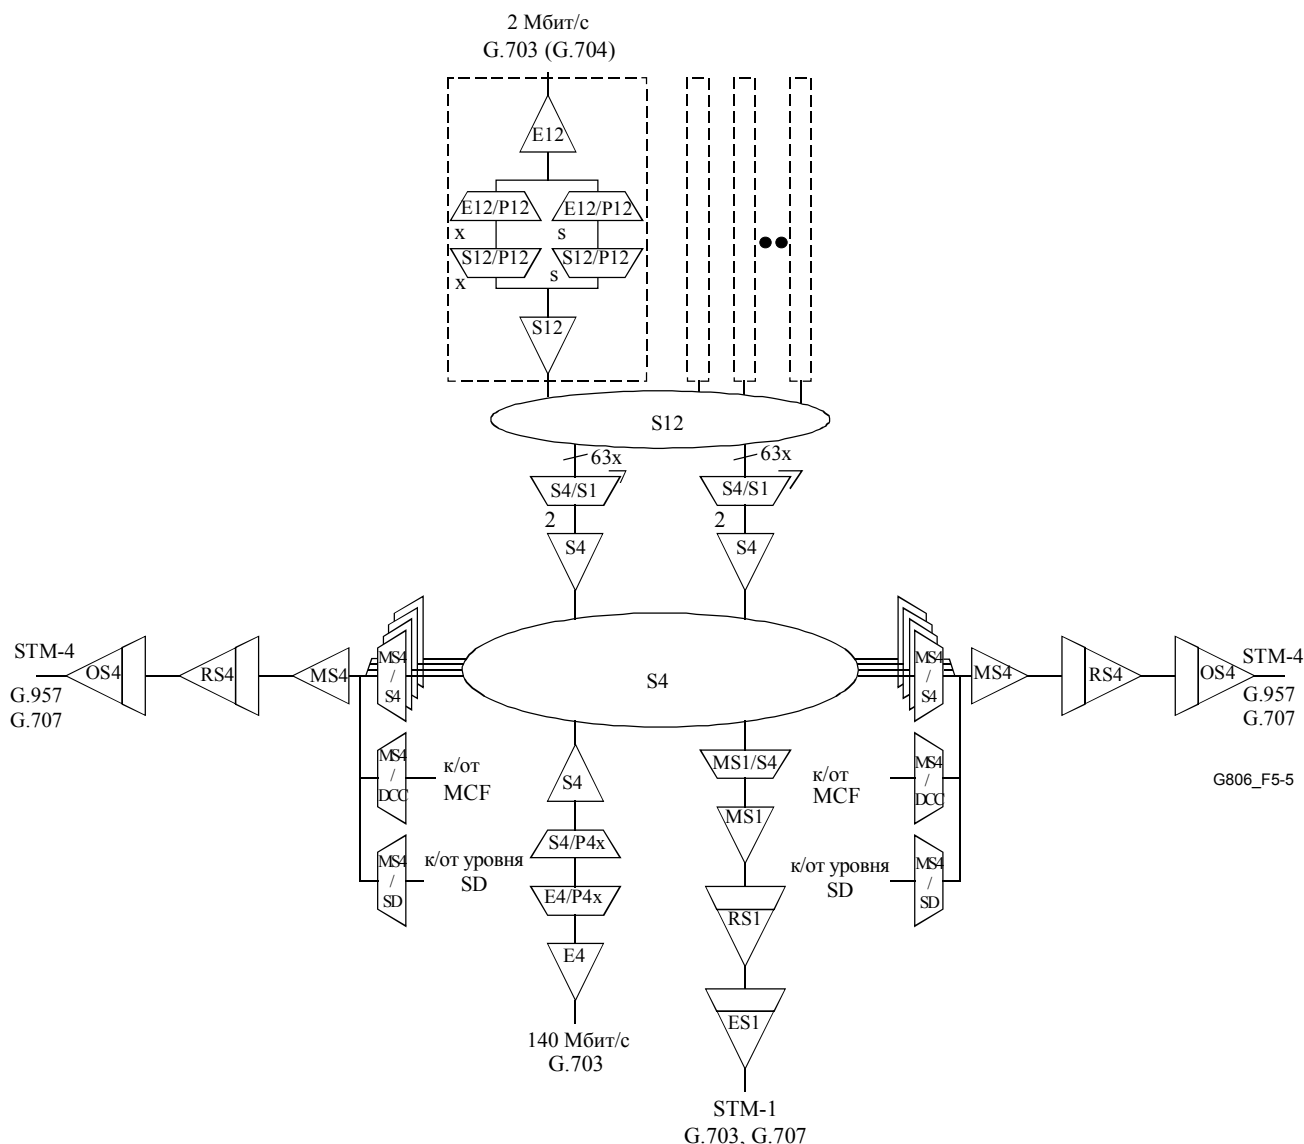 2 Мбит/с
G.703 (G.704)
E12
E12/P12
E12/P12
x
s
S12/P12
S12/P12
x
s
S12
S12
63x
63x
S4/S1
S4/S1
2
2
S4
S4
STM-4
G.957
G.707
OS4
RS4
MS4
MS4
/
S4
S4
MS4
/
S4
MS4
RS4
OS4
STM-4
G.957
G.707
MS4
/
DCC
к/от
MCF
S4
MS1/S4
к/от
MCF
MS4
/
DCC
G806_F5-5
MS1
S4/P4x
MS4
/
SD
к/от уровня
SD
к/от уровня
SD
MS4
/
SD
E4/P4x
RS1
E4
ES1
140 Мбит/с
G.703
STM-1
G.703, G.707